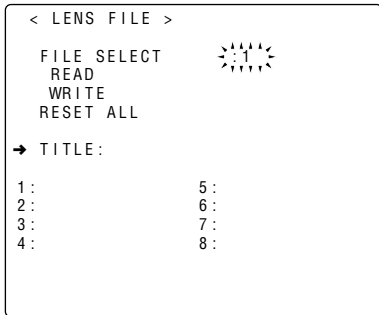 < LENS FILE >
FILE SELECT :1
READ
WRITE
RESET ALL
➔ TITLE:
1: 5:
2: 6:
3: 7:
4: 8: